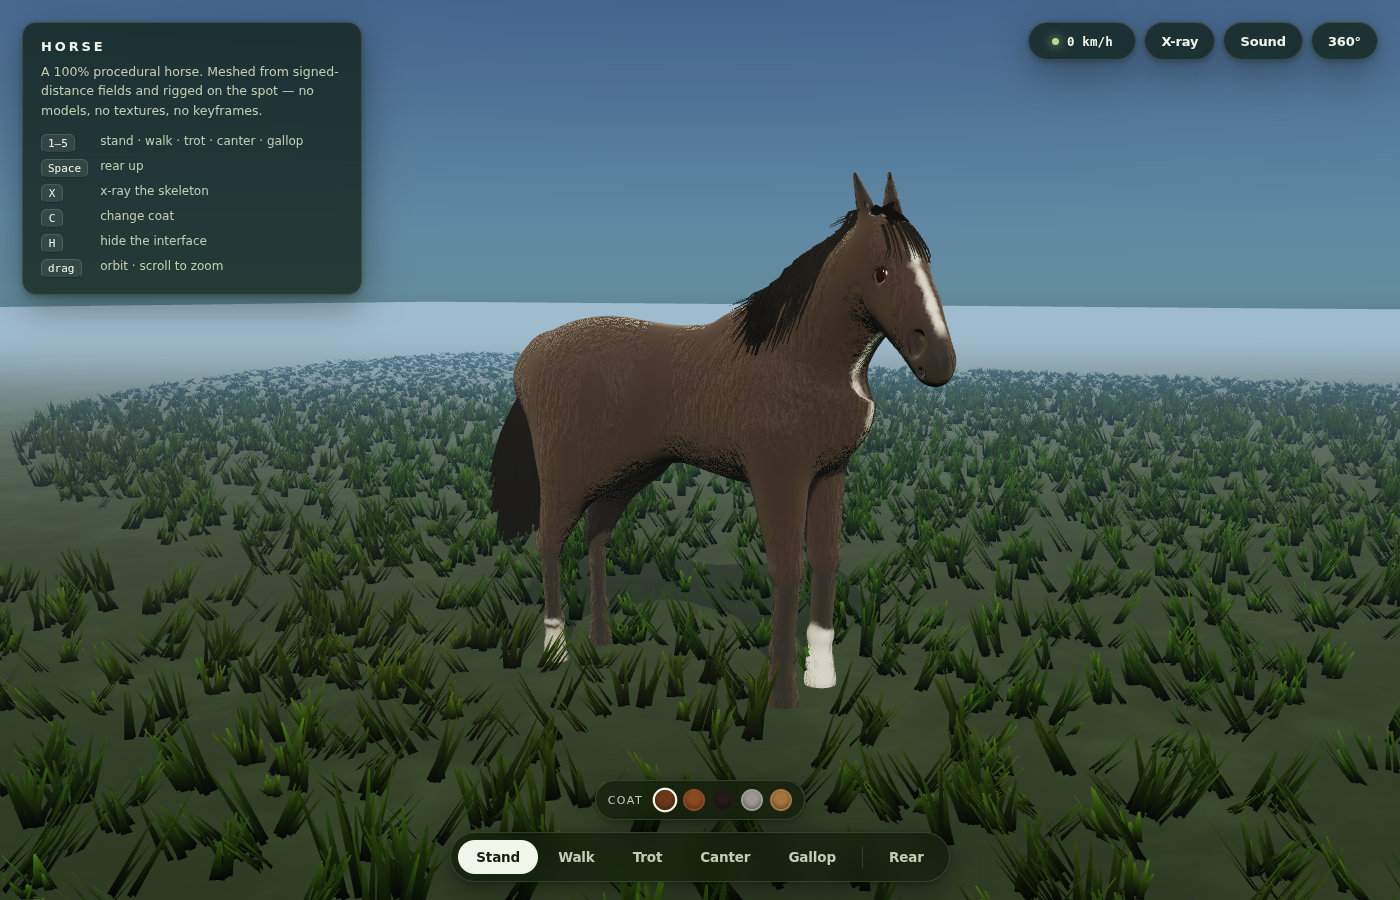 HORSE
A 100% procedural horse. Meshed from signed-
distance fields and rigged on the spot — no
models, no textures, no keyframes.
1–5 stand · walk · trot · canter · gallop
Space rear up
X x-ray the skeleton
C change coat
H hide the interface
drag orbit · scroll to zoom
0 km/h X-ray Sound 360°
COAT
Stand Walk Trot Canter Gallop Rear